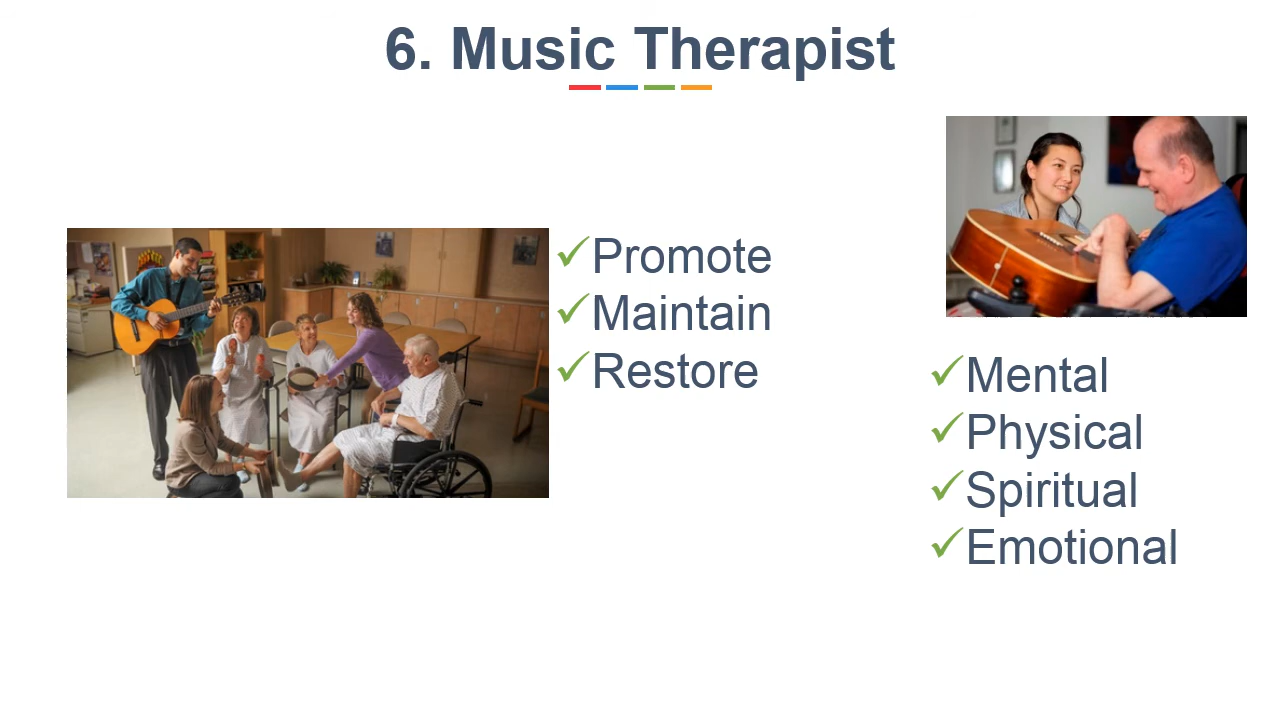 6. Music Therapist
✓Promote
✓Maintain
✓Restore
✓Mental
✓Physical
✓Spiritual
✓Emotional